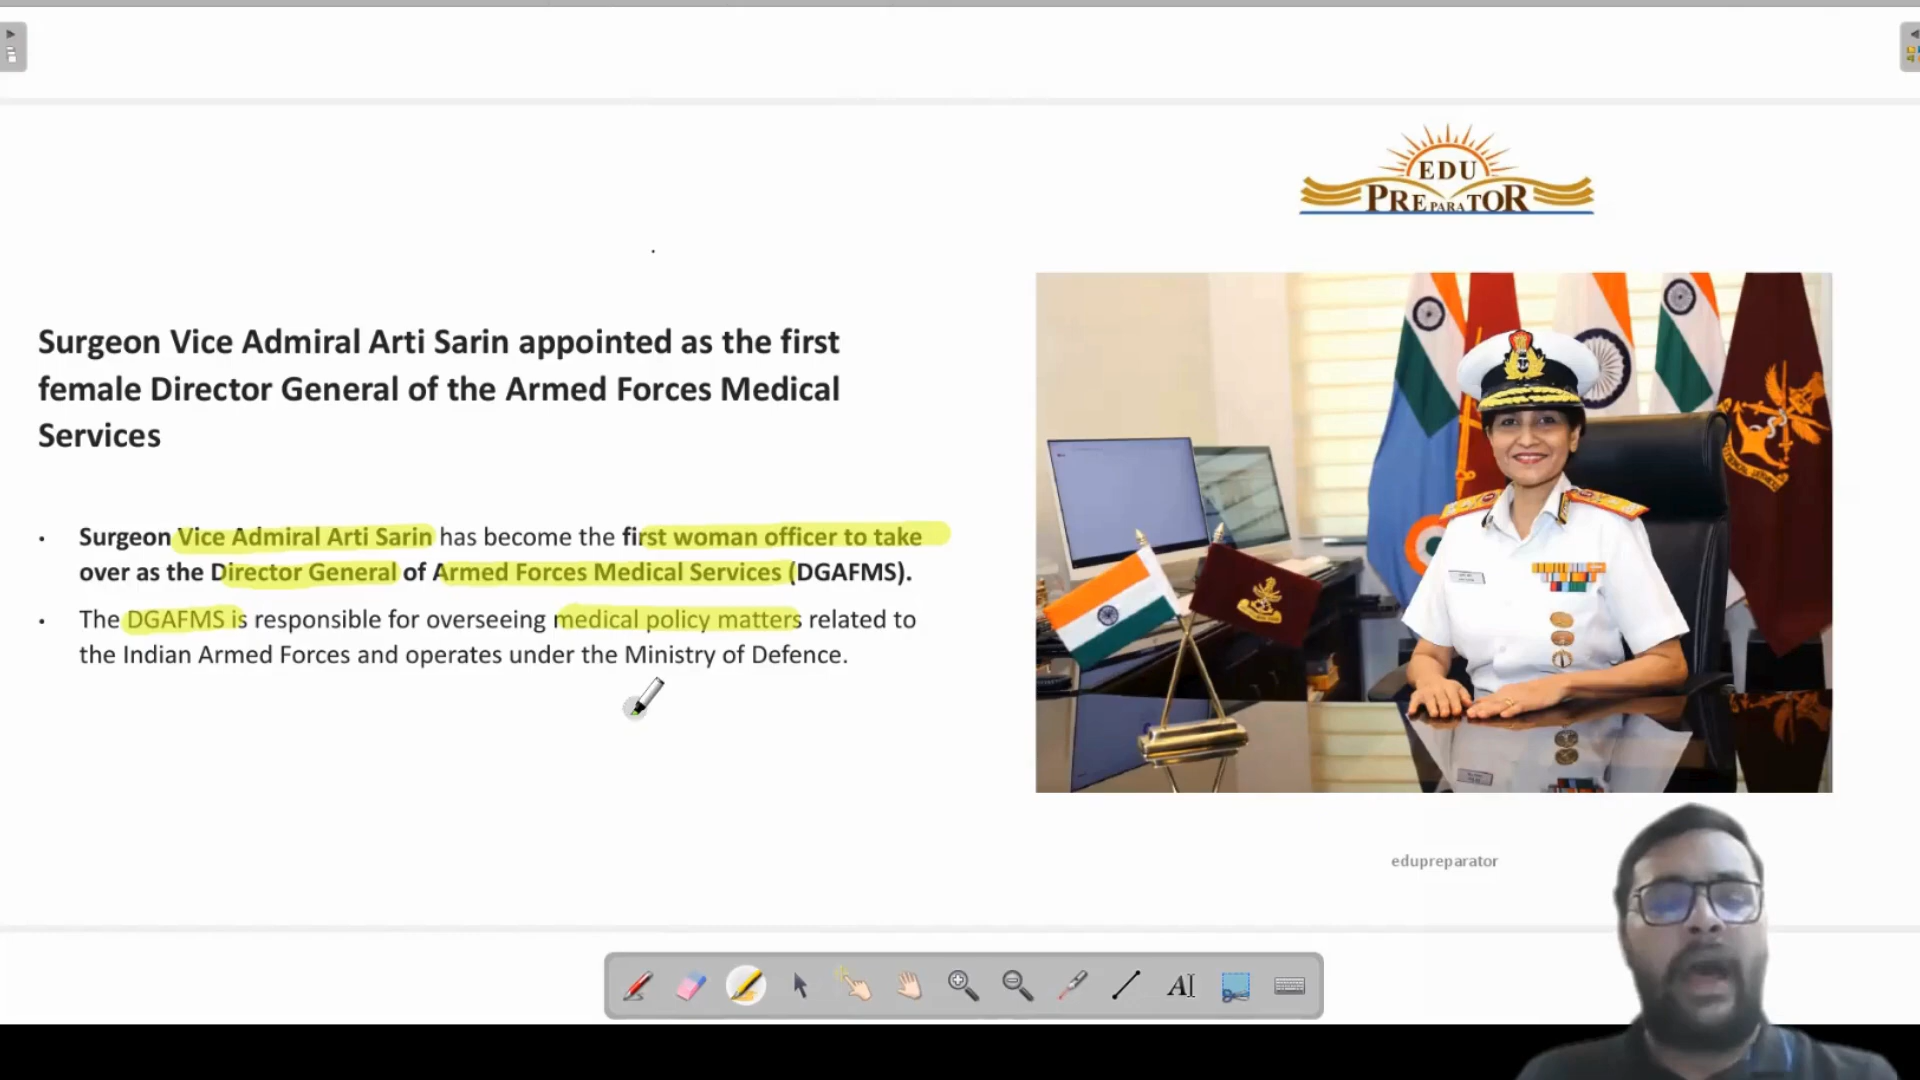 EDU
PREPARATOR
Surgeon Vice Admiral Arti Sarin appointed as the first
female Director General of the Armed Forces Medical
Services
• Surgeon Vice Admiral Arti Sarin has become the first woman officer to take
over as the Director General of Armed Forces Medical Services (DGAFMS).
• The DGAFMS is responsible for overseeing medical policy matters related to
the Indian Armed Forces and operates under the Ministry of Defence.
edupreparator
AI